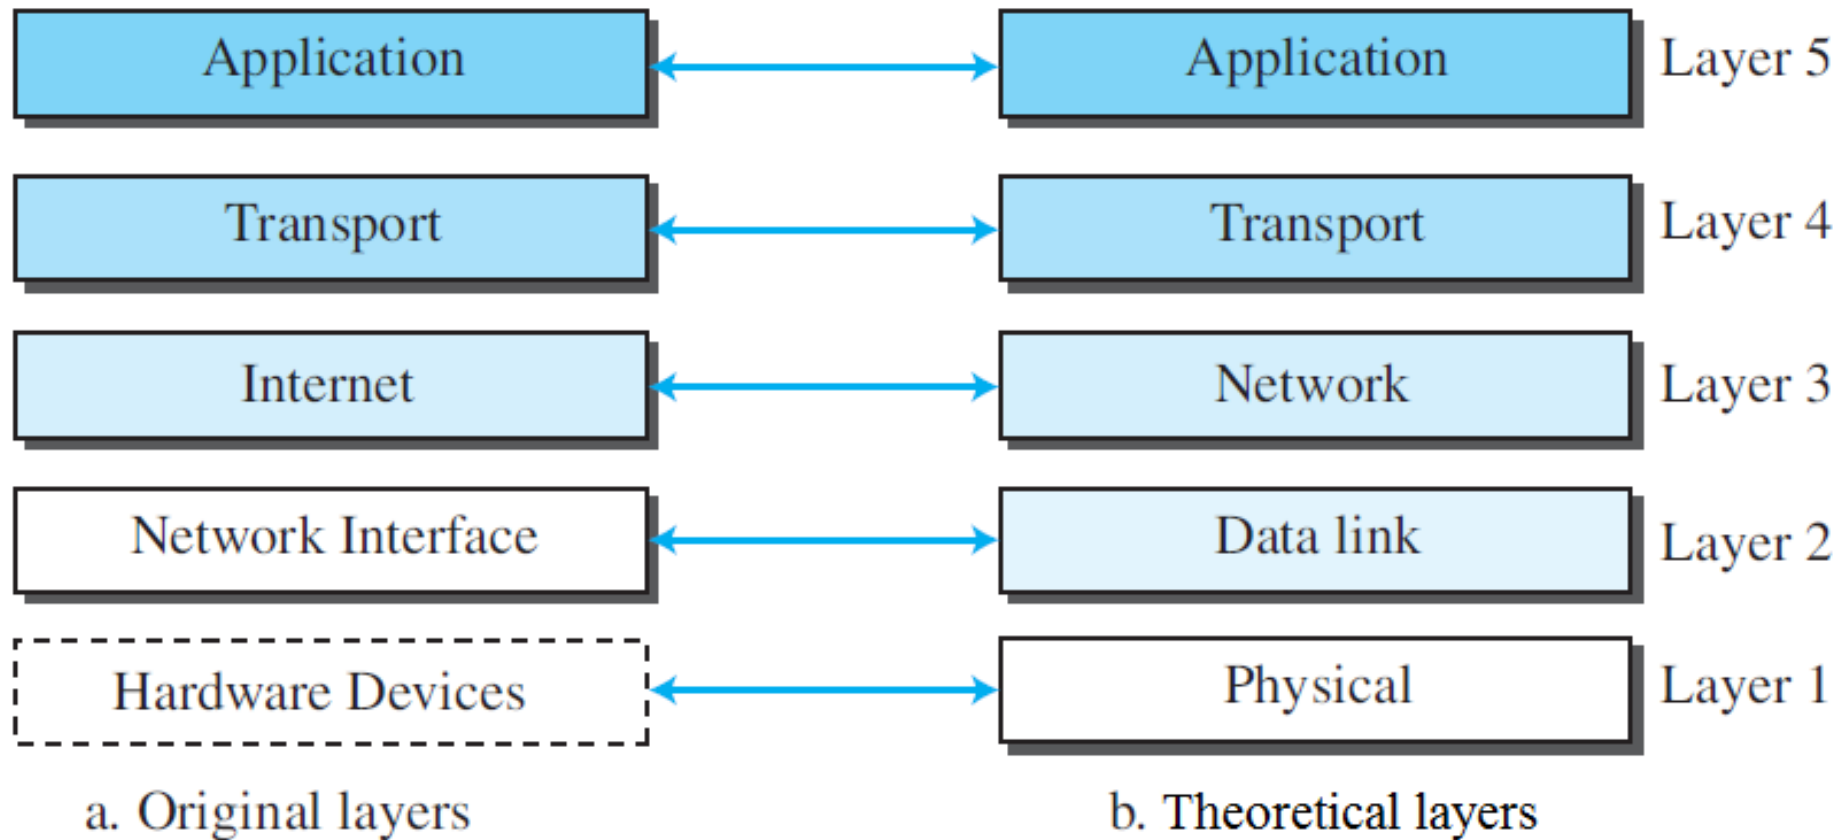 Application
Application
Layer 5
Transport
Transport
Layer 4
Internet
Network
Layer 3
Network Interface
Data link
Layer 2
Hardware Devices
Physical
Layer 1
a. Original layers
b. Theoretical layers